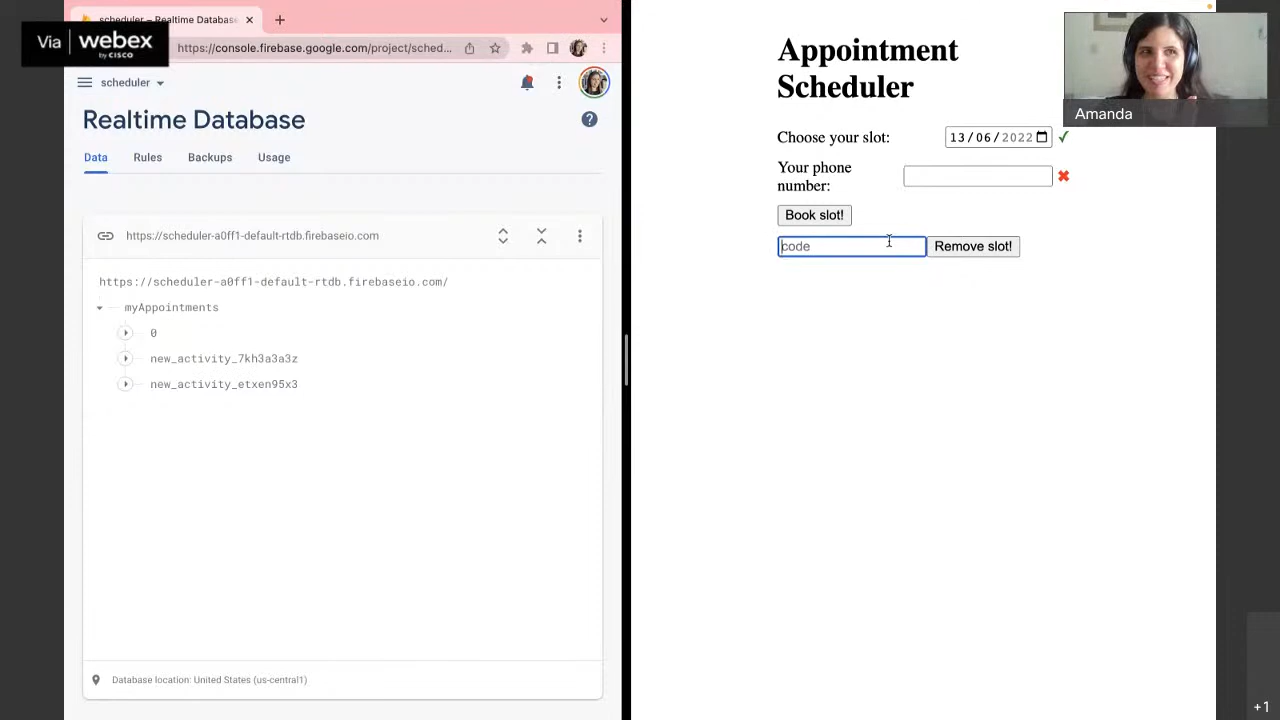 scheduler – Realtime Database
Via webex
by CISCO
https://console.firebase.google.com/project/sched...
scheduler
Realtime Database
Data Rules Backups Usage
https://scheduler-a0ff1-default-rtdb.firebaseio.com
https://scheduler-a0ff1-default-rtdb.firebaseio.com/
myAppointments
0
new_activity_7kh3a3a3z
new_activity_etxen95x3
Database location: United States (us-central1)
Appointment
Scheduler
Choose your slot: 13/06/2022
Your phone
number:
Book slot!
code Remove slot!
Amanda
+1